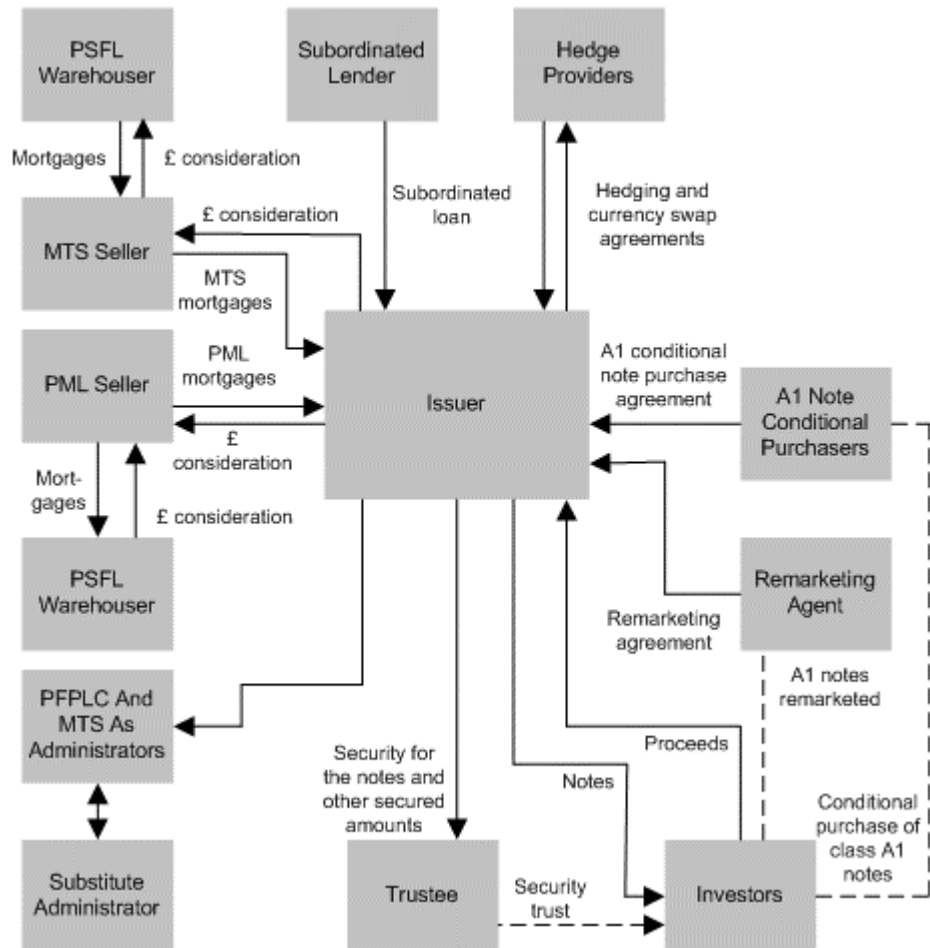 PSFL
Warehouser
Subordinated
Lender
Hedge
Providers
Mortgages
£ consideration
Subordinated
loan
Hedging and
currency swap
agreements
MTS Seller
£ consideration
MTS
mortgages
PML Seller
PML
mortgages
£
consideration
Issuer
A1 conditional
note purchase
agreement
A1 Note
Conditional
Purchasers
Mort-
gages
£ consideration
PSFL
Warehouser
Remarketing
Agent
Remarketing
agreement
A1 notes
remarketed
PFPLC And
MTS As
Administrators
Security for
the notes and
other secured
amounts
Notes
Proceeds
Conditional
purchase of
class A1
notes
Substitute
Administrator
Trustee
Security
trust
Investors